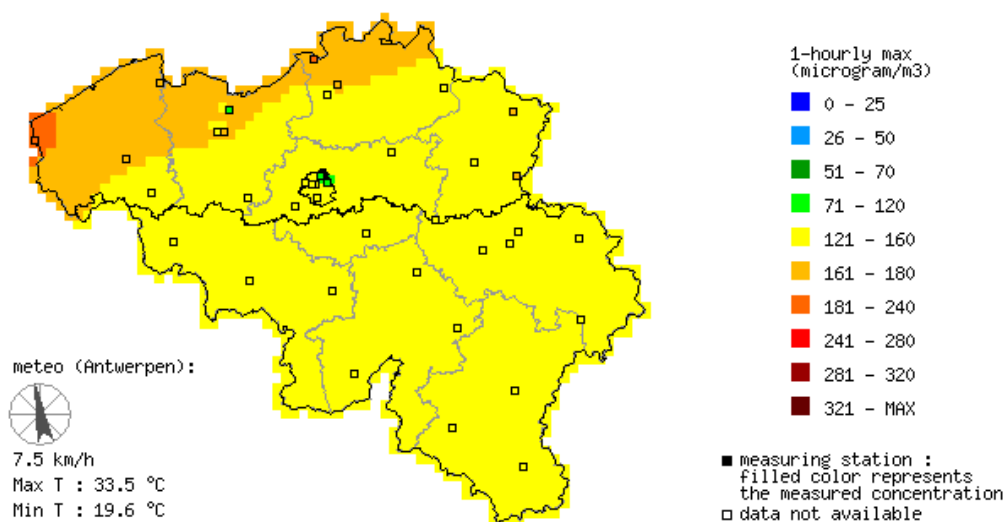 1-hourly max
(microgram/m3)
0 - 25
26 - 50
51 - 70
71 - 120
121 - 160
161 - 180
181 - 240
241 - 280
281 - 320
321 - MAX
meteo (Antwerpen):
7.5 km/h
Max T : 33.5 °C
Min T : 19.6 °C
measuring station :
filled color represents
the measured concentration
data not available